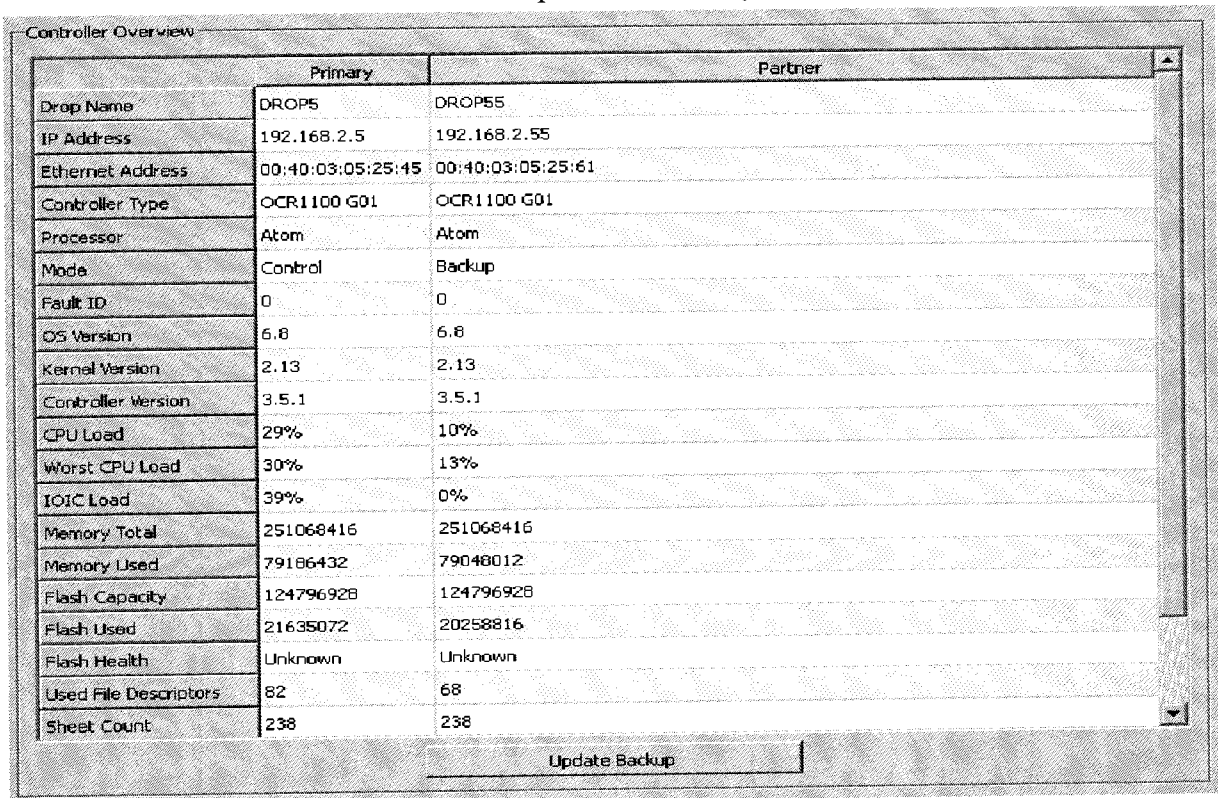 Controller Overview
Primary Partner
Drop Name DROP5 DROP55
IP Address 192.168.2.5 192.168.2.55
Ethernet Address 00:40:03:05:25:45 00:40:03:05:25:61
Controller Type OCR1100 G01 OCR1100 G01
Processor Atom Atom
Mode Control Backup
Fault ID 0 0
OS Version 6.8 6.8
Kernel Version 2.13 2.13
Controller Version 3.5.1 3.5.1
CPU Load 29% 10%
Worst CPU Load 30% 13%
IOIC Load 39% 0%
Memory Total 251068416 251068416
Memory Used 79186432 79048012
Flash Capacity 124796928 124796928
Flash Used 21635072 20258816
Flash Health Unknown Unknown
Used File Descriptors 82 68
Sheet Count 238 238
Update Backup